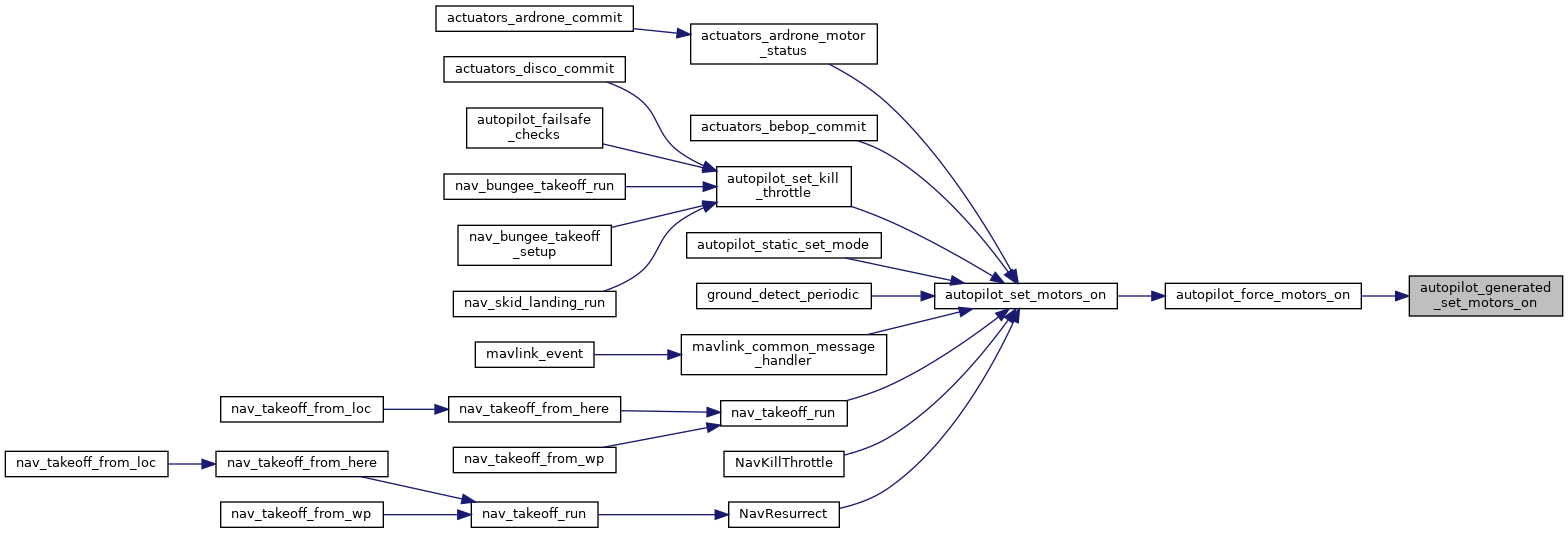 actuators_ardrone_commit
actuators_ardrone_motor
_status
actuators_disco_commit
autopilot_failsafe
_checks
actuators_bebop_commit
nav_bungee_takeoff_run
autopilot_set_kill
_throttle
nav_bungee_takeoff
_setup
autopilot_static_set_mode
nav_skid_landing_run
ground_detect_periodic
autopilot_set_motors_on
autopilot_force_motors_on
autopilot_generated
_set_motors_on
mavlink_event
mavlink_common_message
_handler
nav_takeoff_from_loc
nav_takeoff_from_here
nav_takeoff_run
nav_takeoff_from_wp
nav_takeoff_from_loc
nav_takeoff_from_here
NavKillThrottle
nav_takeoff_from_wp
nav_takeoff_run
NavResurrect